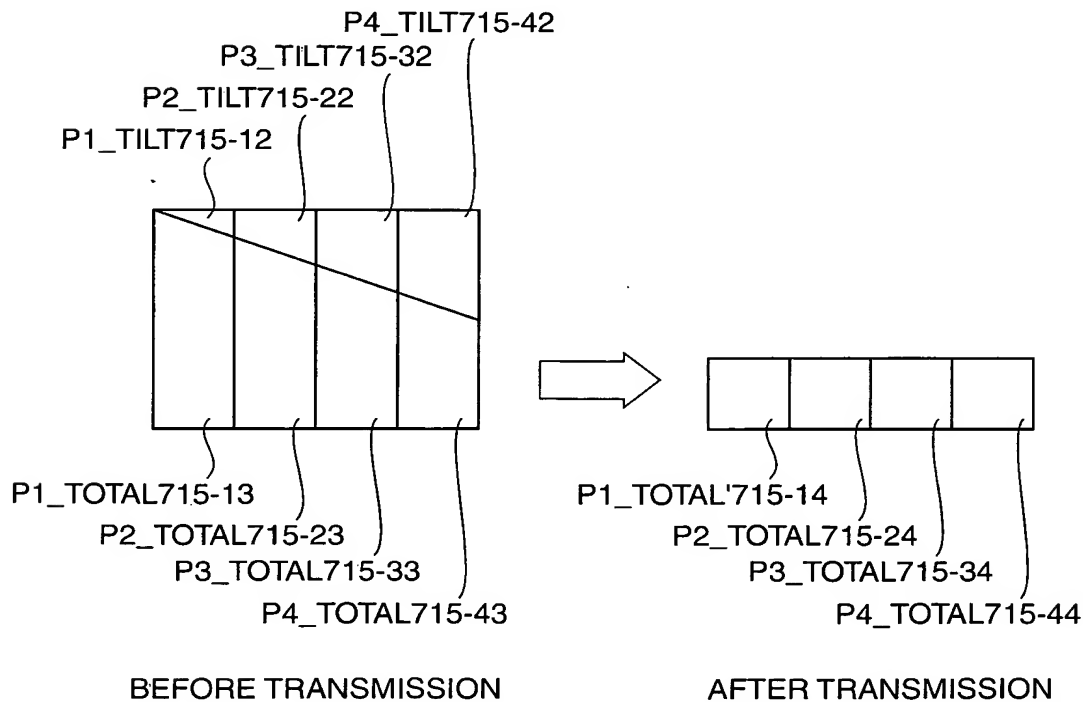 P4_TILT715-42
P3_TILT715-32
P2_TILT715-22
P1_TILT715-12
P1_TOTAL715-13
P2_TOTAL715-23
P3_TOTAL715-33
P4_TOTAL715-43
P1_TOTAL'715-14
P2_TOTAL715-24
P3_TOTAL715-34
P4_TOTAL715-44
BEFORE TRANSMISSION
AFTER TRANSMISSION